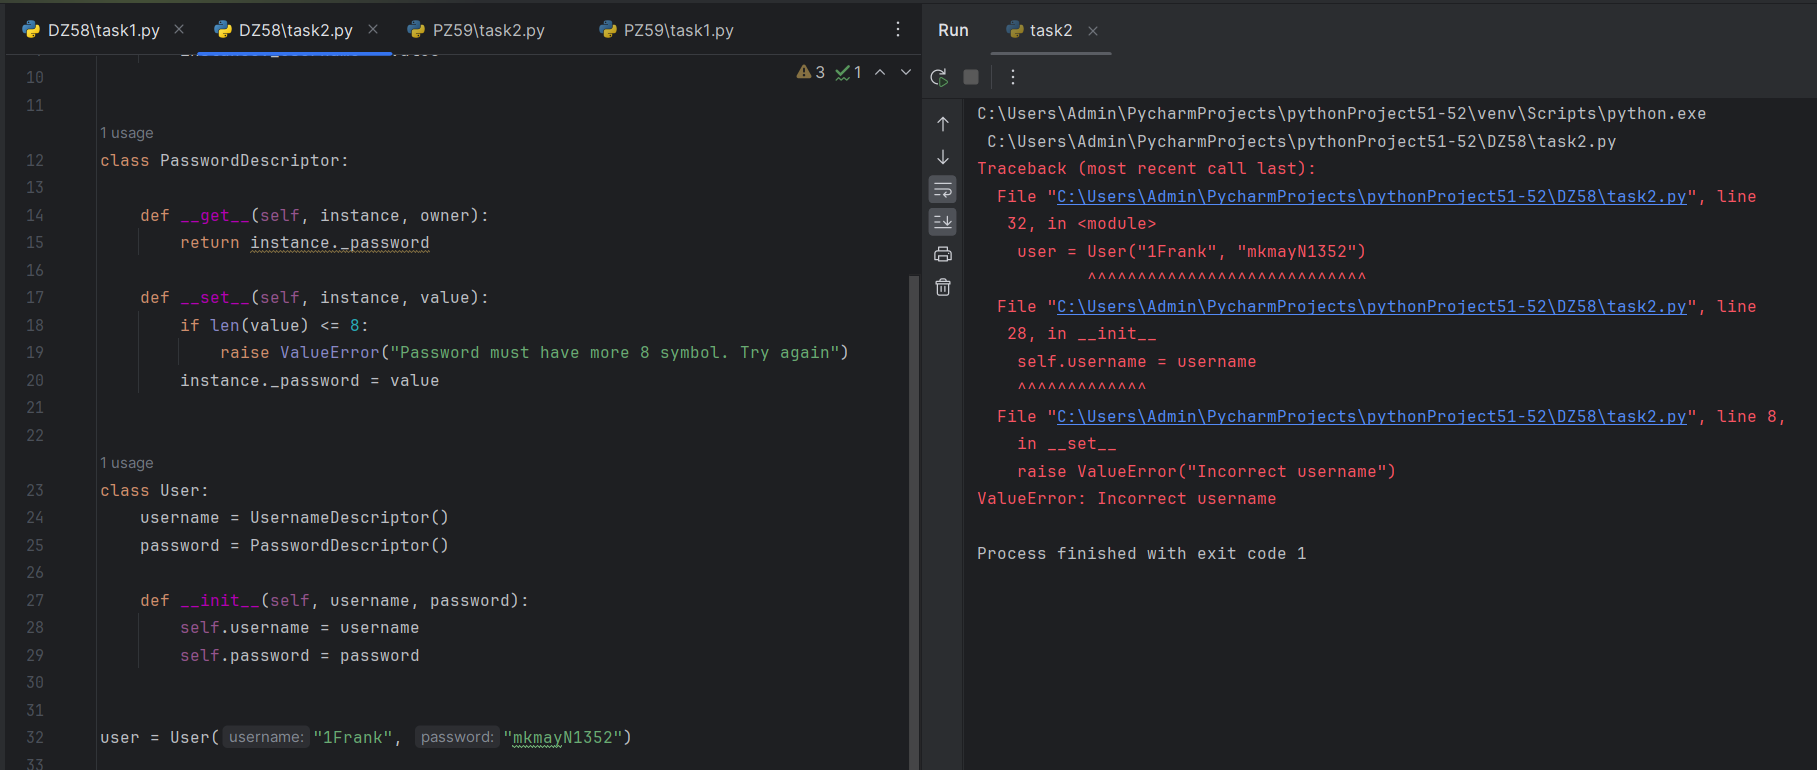 DZ58\task1.py
DZ58\task2.py
PZ59\task2.py
PZ59\task1.py
3
1
10
11
1 usage
12 class PasswordDescriptor:
13
14 def __get__(self, instance, owner):
15 return instance._password
16
17 def __set__(self, instance, value):
18 if len(value) <= 8:
19 raise ValueError("Password must have more 8 symbol. Try again")
20 instance._password = value
21
22
1 usage
23 class User:
24 username = UsernameDescriptor()
25 password = PasswordDescriptor()
26
27 def __init__(self, username, password):
28 self.username = username
29 self.password = password
30
31
32 user = User( username: "1Frank", password: "mkmayN1352")
33
Run
task2
C:\Users\Admin\PycharmProjects\pythonProject51-52\venv\Scripts\python.exe
C:\Users\Admin\PycharmProjects\pythonProject51-52\DZ58\task2.py
Traceback (most recent call last):
File "C:\Users\Admin\PycharmProjects\pythonProject51-52\DZ58\task2.py", line
32, in <module>
user = User("1Frank", "mkmayN1352")
^^^^^^^^^^^^^^^^^^^^^^^^^^^^
File "C:\Users\Admin\PycharmProjects\pythonProject51-52\DZ58\task2.py", line
28, in __init__
self.username = username
^^^^^^^^^^^^^
File "C:\Users\Admin\PycharmProjects\pythonProject51-52\DZ58\task2.py", line 8,
in __set__
raise ValueError("Incorrect username")
ValueError: Incorrect username
Process finished with exit code 1